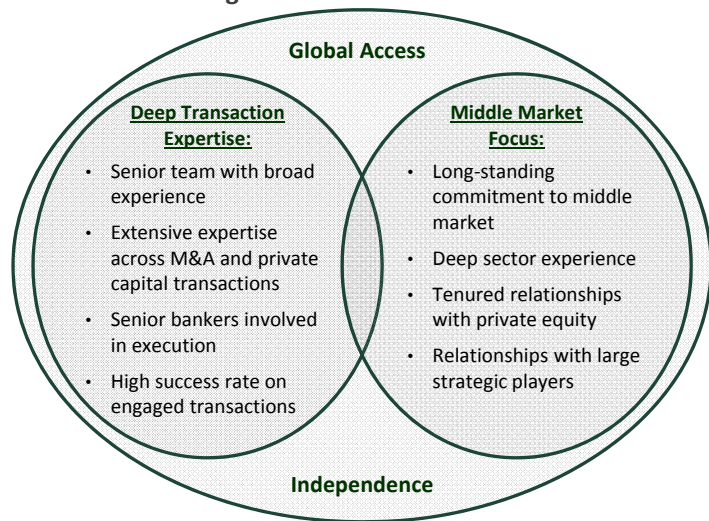 Global Access
Deep Transaction
Expertise:
• Senior team with broad
experience
• Extensive expertise
across M&A and private
capital transactions
• Senior bankers involved
in execution
• High success rate on
engaged transactions
Middle Market
Focus:
• Long-standing
commitment to middle
market
• Deep sector experience
• Tenured relationships
with private equity
• Relationships with large
strategic players
Independence